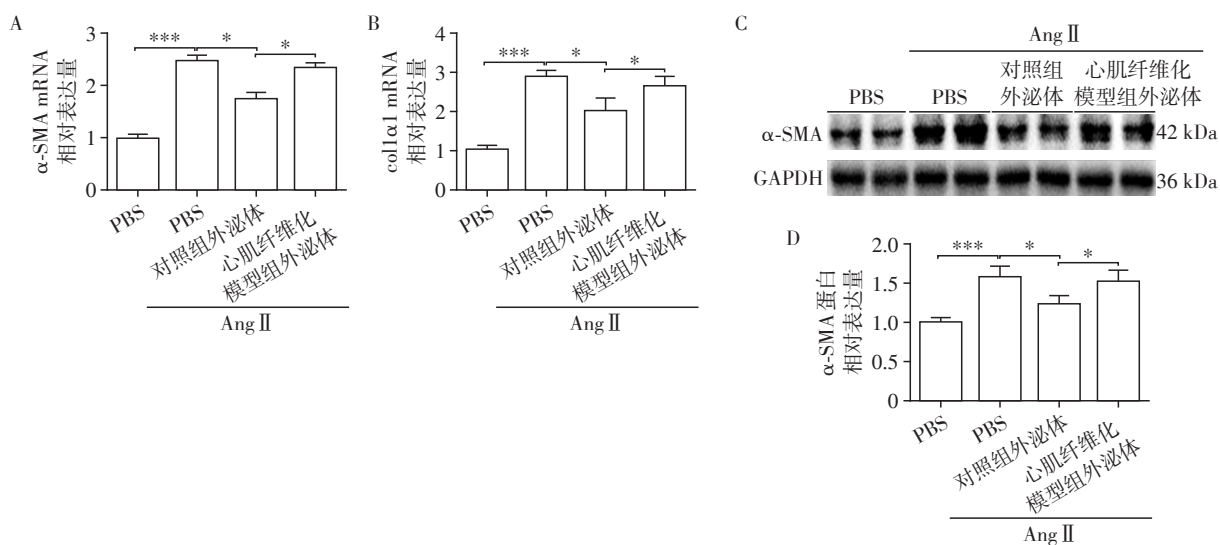 A
α-SMA mRNA
相对表达量
3
2
1
0
***
*
*
PBS
PBS
对照组外泌体
心肌纤维化
模型组外泌体
Ang Ⅱ
B
col1α1 mRNA
相对表达量
4
3
2
1
0
***
*
*
PBS
PBS
对照组外泌体
心肌纤维化
模型组外泌体
Ang Ⅱ
C
Ang Ⅱ
PBS
PBS
对照组
外泌体
心肌纤维化
模型组外泌体
α-SMA
42 kDa
GAPDH
36 kDa
D
α-SMA 蛋白
相对表达量
2.0
1.5
1.0
0.5
0
***
*
*
PBS
PBS
对照组外泌体
心肌纤维化
模型组外泌体
Ang Ⅱ